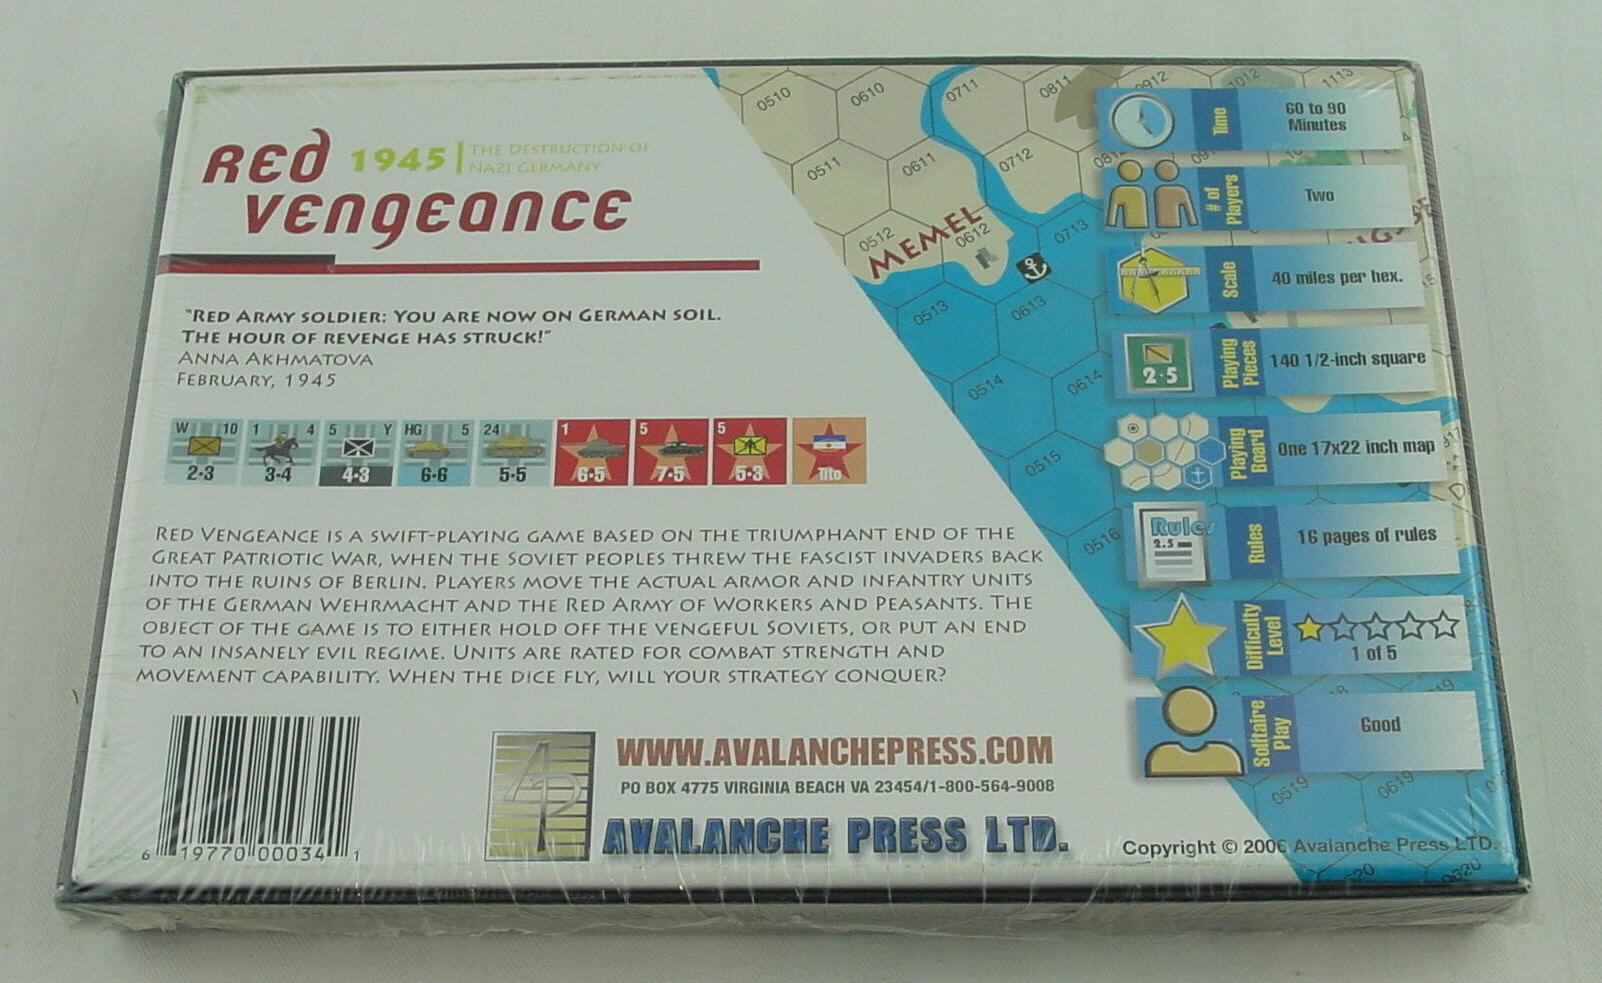 RED
VENGEANCE
1945
THE DESTRUCTION OF
NAZI GERMANY
"RED ARMY SOLDIER: YOU ARE NOW ON GERMAN SOIL.
THE HOUR OF REVENGE HAS STRUCK!"
ANNA AKHMATOVA
FEBRUARY, 1945
W 10 1 4 5 Y HG 5 24 1 5 5
2-3 3-4 4-3 6-6 5-5 6-5 7-5 5-3 Tito
RED VENGEANCE IS A SWIFT-PLAYING GAME BASED ON THE TRIUMPHANT END OF THE
GREAT PATRIOTIC WAR, WHEN THE SOVIET PEOPLES THREW THE FASCIST INVADERS BACK
INTO THE RUINS OF BERLIN. PLAYERS MOVE THE ACTUAL ARMOR AND INFANTRY UNITS
OF THE GERMAN WEHRMACHT AND THE RED ARMY OF WORKERS AND PEASANTS. THE
OBJECT OF THE GAME IS TO EITHER HOLD OFF THE VENGEFUL SOVIETS, OR PUT AN END
TO AN INSANELY EVIL REGIME. UNITS ARE RATED FOR COMBAT STRENGTH AND
MOVEMENT CAPABILITY. WHEN THE DICE FLY, WILL YOUR STRATEGY CONQUER?
6 19770 00034 1
AP
WWW.AVALANCHEPRESS.COM
PO BOX 4775 VIRGINIA BEACH VA 23454/1-800-564-9008
AVALANCHE PRESS LTD.
0510 0610 0711 0811 0912 1012 1113
0511 0611 0712
0512 0612 0713
MEMEL
0513 0613
0514 0614
0515
0516
0519 0619
0620
Time
60 to 90
Minutes
# of
Players
Two
Scale
40 miles per hex.
2-5
Playing
Pieces
140 1/2-inch square
Playing
Board
One 17x22 inch map
Rules
2.5
Rules
16 pages of rules
Difficulty
Level
1 of 5
Solitaire
Play
Good
Copyright © 2006 Avalanche Press LTD.